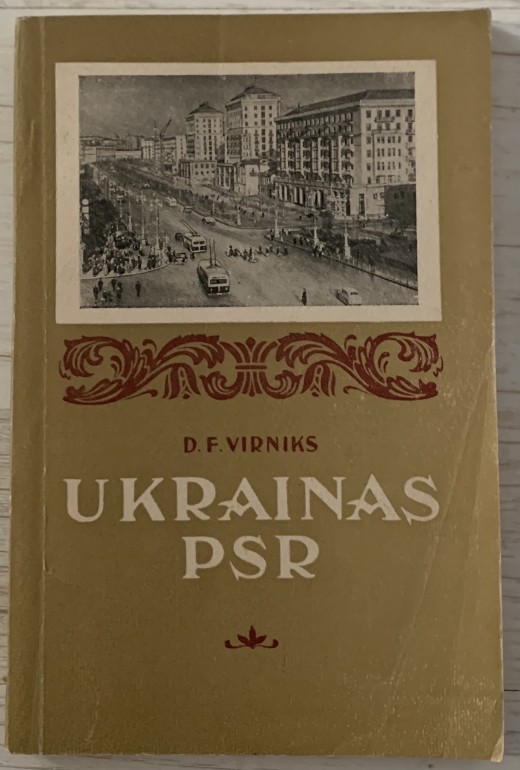 D. F. VIRNIKS
UKRAINAS
PSR